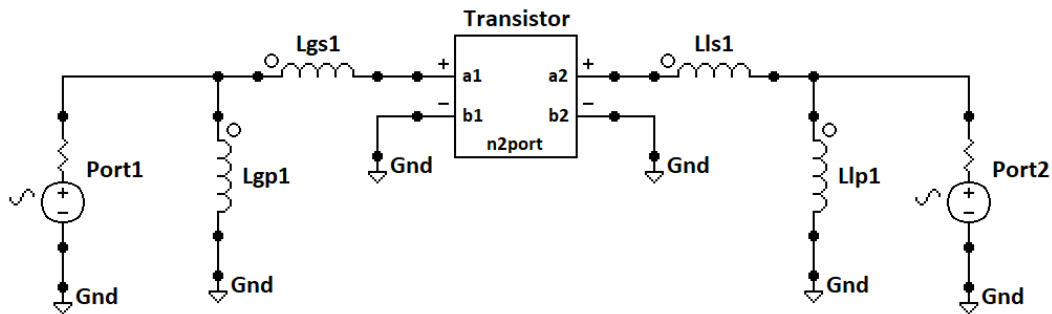 Transistor
Lgs1
Lls1
+
a1
a2
+
−
b1
b2
−
n2port
Port1
+
−
Lgp1
Gnd
Gnd
Llp1
Port2
+
−
Gnd
Gnd
Gnd
Gnd